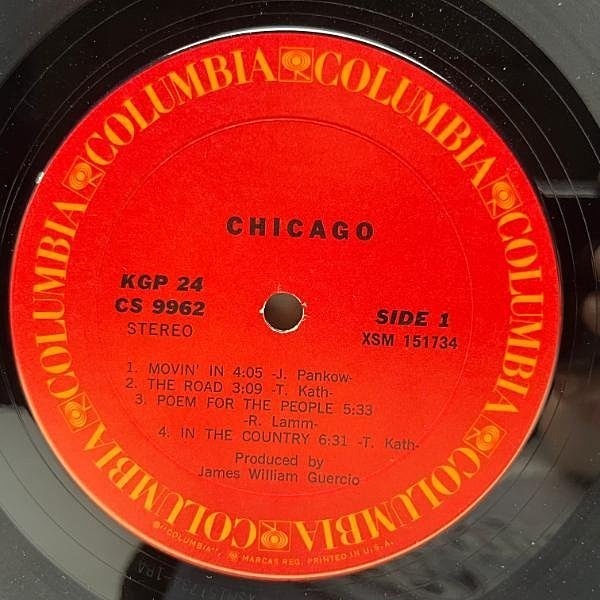 COLUMBIA COLUMBIA COLUMBIA COLUMBIA COLUMBIA COLUMBIA COLUMBIA
CHICAGO
KGP 24
CS 9962
STEREO
SIDE 1
XSM 151734
1. MOVIN' IN 4:05 -J. Pankow-
2. THE ROAD 3:09 -T. Kath-
3. POEM FOR THE PEOPLE 5:33
-R. Lamm-
4. IN THE COUNTRY 6:31 -T. Kath-
Produced by
James William Guercio
"COLUMBIA", MARCAS REG. PRINTED IN U.S.A.